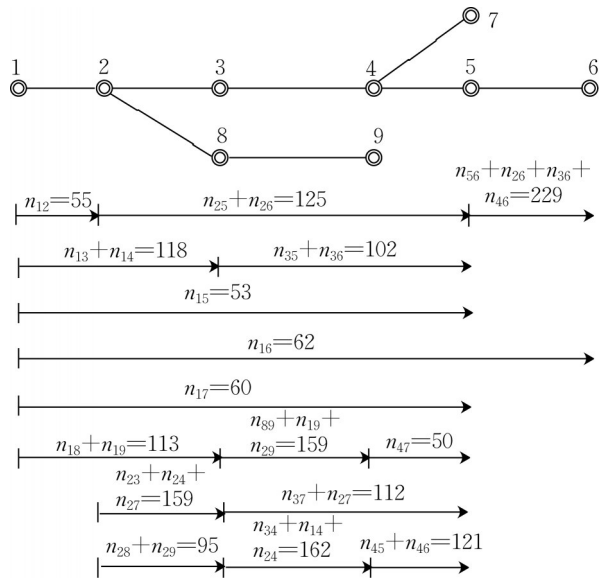 7
1 2 3 4 5 6
8 9
n₅₆+n₂₆+n₃₆+
n₁₂=55 n₂₅+n₂₆=125 n₄₆=229
n₁₃+n₁₄=118 n₃₅+n₃₆=102
n₁₅=53
n₁₆=62
n₁₇=60
n₈₉+n₁₉+
n₁₈+n₁₉=113 n₂₉=159 n₄₇=50
n₂₃+n₂₄+
n₂₇=159 n₃₇+n₂₇=112
n₃₄+n₁₄+
n₂₈+n₂₉=95 n₂₄=162 n₄₅+n₄₆=121